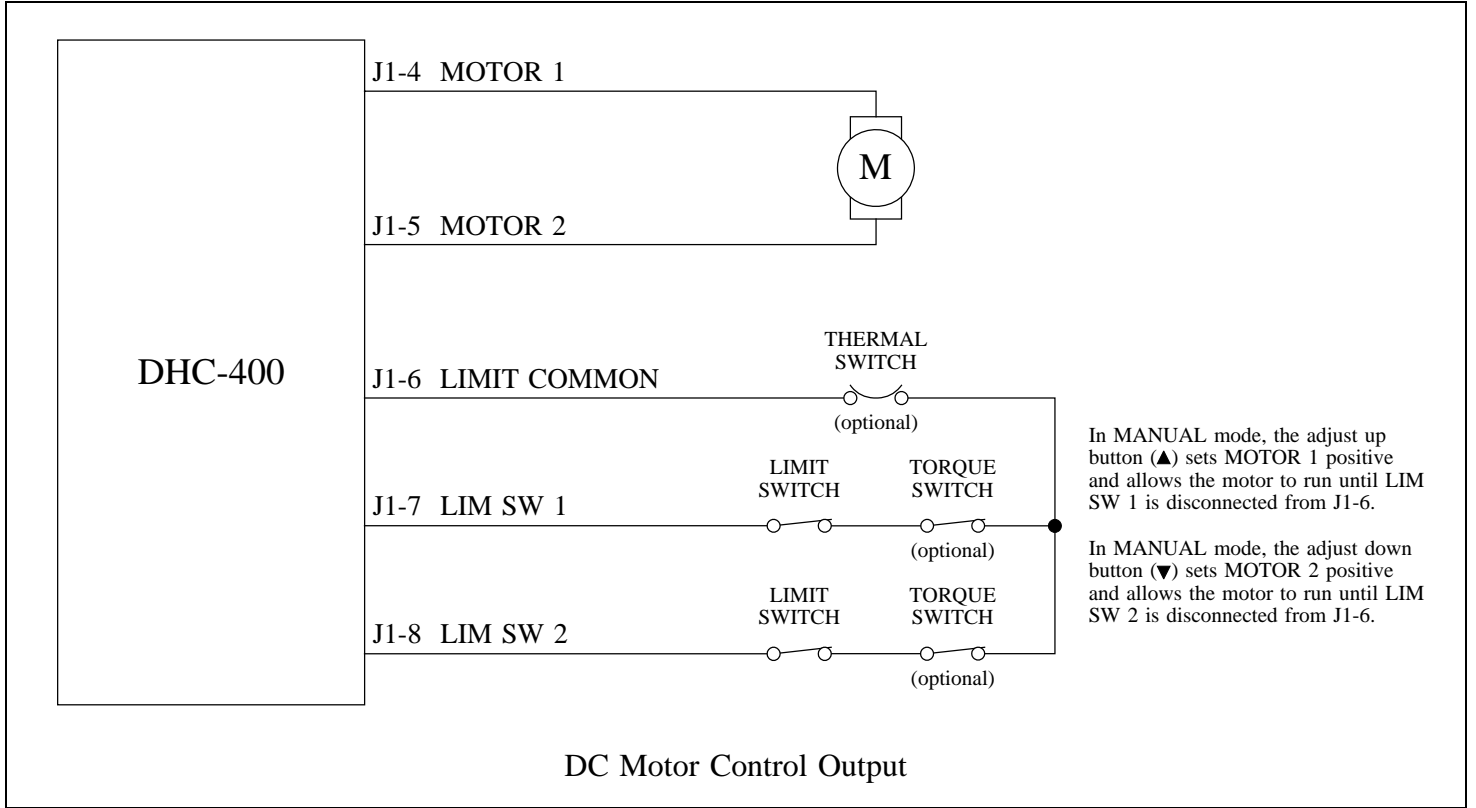 J1-4 MOTOR 1
M
J1-5 MOTOR 2
DHC-400
THERMAL
SWITCH
J1-6 LIMIT COMMON
(optional)
LIMIT
SWITCH
TORQUE
SWITCH
J1-7 LIM SW 1
(optional)
LIMIT
SWITCH
TORQUE
SWITCH
J1-8 LIM SW 2
(optional)
In MANUAL mode, the adjust up
button (▲) sets MOTOR 1 positive
and allows the motor to run until LIM
SW 1 is disconnected from J1-6.
In MANUAL mode, the adjust down
button (▼) sets MOTOR 2 positive
and allows the motor to run until LIM
SW 2 is disconnected from J1-6.
DC Motor Control Output